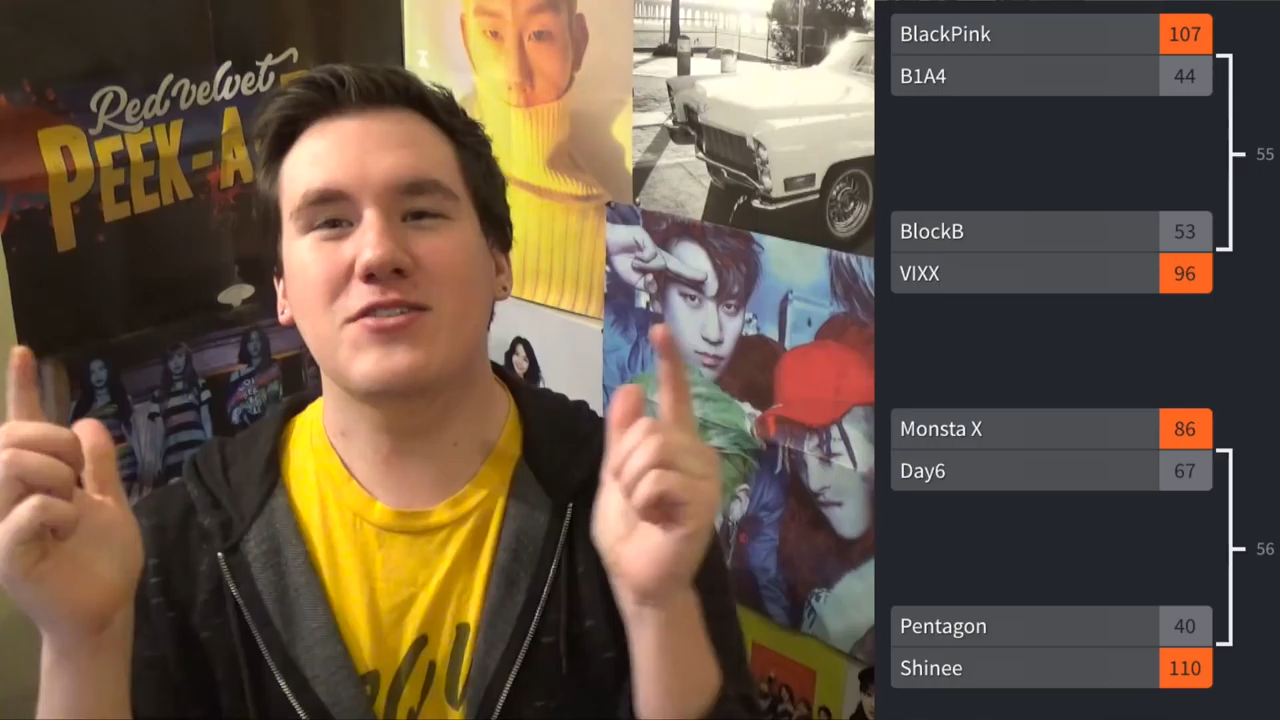 Red Velvet
PEEK-A-
BlackPink 107
B1A4 44
55
BlockB 53
VIXX 96
Monsta X 86
Day6 67
56
Pentagon 40
Shinee 110